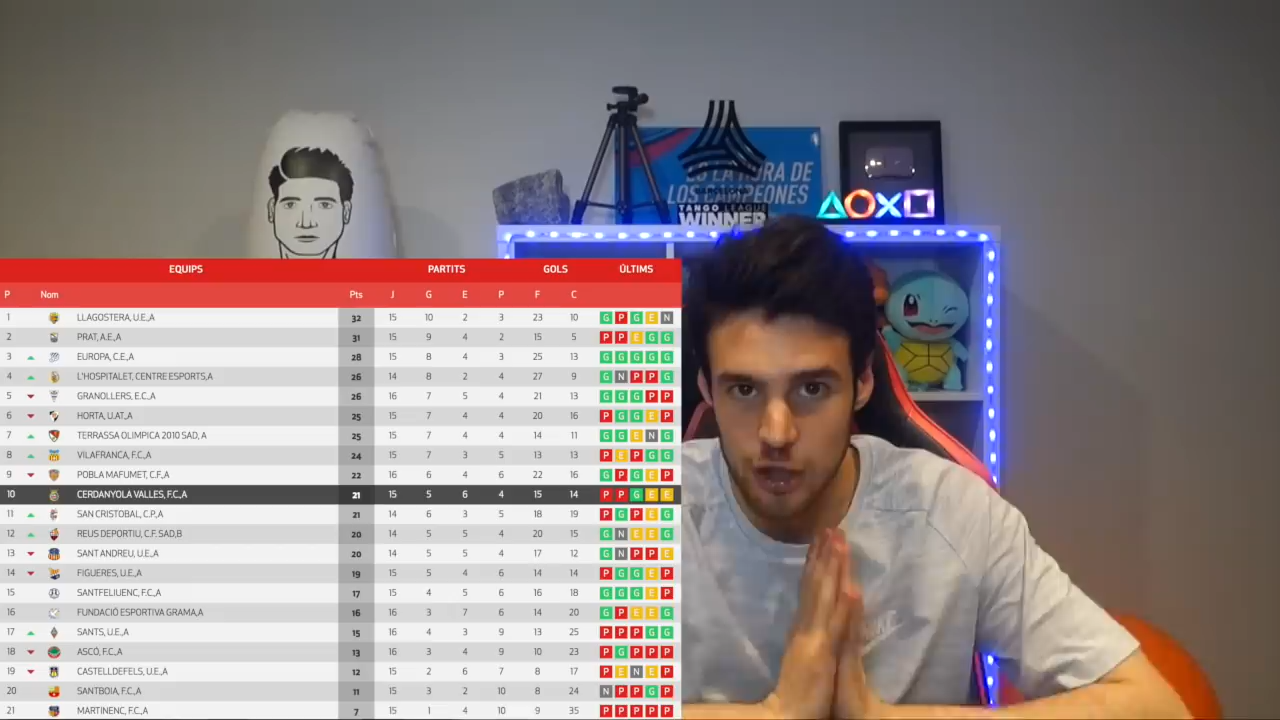 ES LA HORA DE
LOS CAMPEONES
BARCELONA
TANGO LEAGUE
WINNER
EQUIPS PARTITS GOLS ÚLTIMS
P Nom Pts J G E P F C
1 LLAGOSTERA, U.E.,A 32 15 10 2 3 23 10 G P G E N
2 PRAT, A.E.,A 31 15 9 4 2 15 5 P P E G G
3 EUROPA, C.E.,A 28 15 8 4 3 25 13 G G G G G
4 L'HOSPITALET, CENTRE ESPORTS,A 26 14 8 2 4 27 9 G N P P G
5 GRANOLLERS, E.C.,A 26 16 7 5 4 21 13 G G G P P
6 HORTA, U.AT.,A 25 15 7 4 4 20 16 P G G E P
7 TERRASSA OLIMPICA 2010 SAD, A 25 15 7 4 4 14 11 G G E N G
8 VILAFRANCA, F.C.,A 24 15 7 3 5 13 13 P E P G G
9 POBLA MAFUMET, C.F.,A 22 16 6 4 6 22 16 G P G E P
10 CERDANYOLA VALLES, F.C.,A 21 15 5 6 4 15 14 P P G E E
11 SAN CRISTOBAL, C.P.,A 21 14 6 3 5 18 19 P G P E G
12 REUS DEPORTIU, C.F. SAD,B 20 14 5 5 4 20 15 G N E E G
13 SANT ANDREU, U.E.,A 20 14 5 5 4 17 12 G N P P E
14 FIGUERES, U.E.,A 19 15 5 4 6 14 14 P G G E P
15 SANTFELIUENC, F.C.,A 17 15 4 5 6 16 18 G G G E P
16 FUNDACIÓ ESPORTIVA GRAMA,A 16 16 3 7 6 14 20 G P E E G
17 SANTS, U.E.,A 15 16 4 3 9 13 25 P P P G G
18 ASCÓ, F.C.,A 13 16 3 4 9 10 23 P G P P P
19 CASTELLDEFELS, U.E.,A 12 15 2 6 7 8 17 P E N E P
20 SANTBOIA, F.C.,A 11 15 3 2 10 8 24 N P P G P
21 MARTINENC, F.C.,A 7 15 1 4 10 9 35 P P P P P